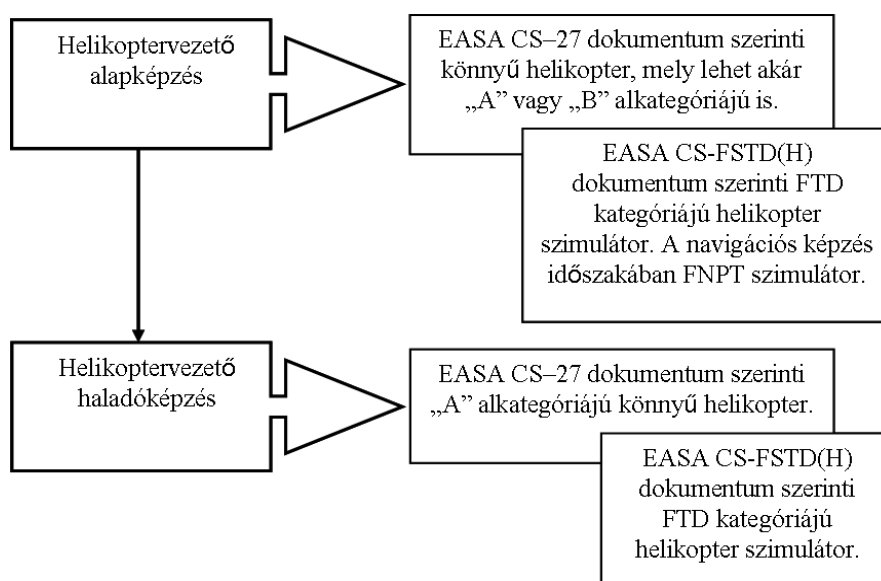 Helikoptervezető
alapképzés
EASA CS–27 dokumentum szerinti
könnyű helikopter, mely lehet akár
„A” vagy „B” alkategóriájú is.
EASA CS-FSTD(H)
dokumentum szerinti FTD
kategóriájú helikopter
szimulátor. A navigációs képzés
időszakában FNPT szimulátor.
Helikoptervezető
haladóképzés
EASA CS–27 dokumentum szerinti
„A” alkategóriájú könnyű helikopter.
EASA CS-FSTD(H)
dokumentum szerinti
FTD kategóriájú
helikopter szimulátor.